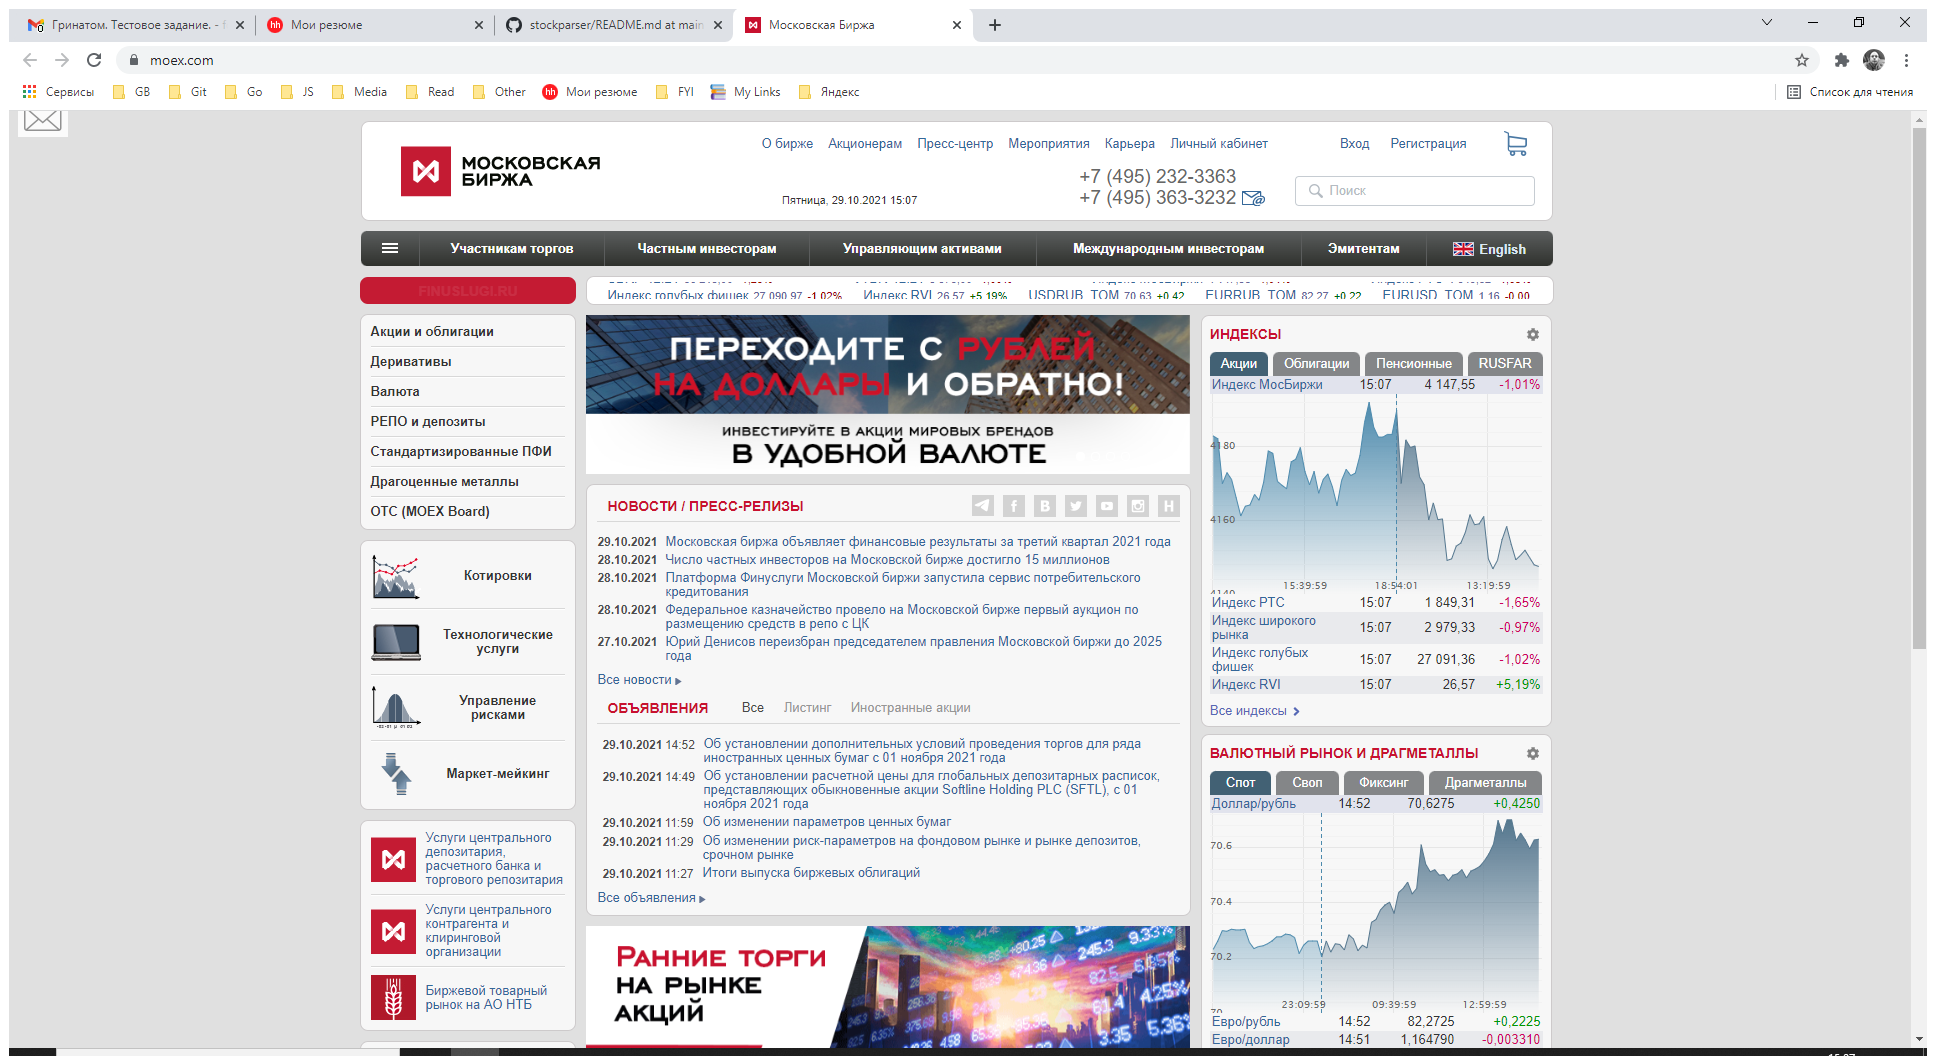 Гринатом. Тестовое задание. -
Мои резюме
stockparser/README.md at main
Московская Биржа
moex.com
Сервисы
GB
Git
Go
JS
Media
Read
Other
Мои резюме
FYI
My Links
Яндекс
Список для чтения
МОСКОВСКАЯ
БИРЖА
О бирже Акционерам Пресс-центр Мероприятия Карьера Личный кабинет
Вход Регистрация
+7 (495) 232-3363
+7 (495) 363-3232
Пятница, 29.10.2021 15:07
Поиск
Участникам торгов
Частным инвесторам
Управляющим активами
Международным инвесторам
Эмитентам
English
FINUSLUGI.RU
Индекс голубых фишек 27 090,97 -1,02% Индекс RVI 26,57 +5,19% USDRUB_TOM 70,63 +0,42 EURRUB_TOM 82,27 +0,22 EURUSD_TOM 1,16 -0,00
Акции и облигации
Деривативы
Валюта
РЕПО и депозиты
Стандартизированные ПФИ
Драгоценные металлы
ОТС (MOEX Board)
Котировки
Технологические
услуги
Управление
рисками
Маркет-мейкинг
Услуги центрального
депозитария,
расчетного банка и
торгового репозитария
Услуги центрального
контрагента и
клиринговой
организации
Биржевой товарный
рынок на АО НТБ
ПЕРЕХОДИТЕ С РУБЛЕЙ
НА ДОЛЛАРЫ И ОБРАТНО!
ИНВЕСТИРУЙТЕ В АКЦИИ МИРОВЫХ БРЕНДОВ
В УДОБНОЙ ВАЛЮТЕ
НОВОСТИ / ПРЕСС-РЕЛИЗЫ
29.10.2021 Московская биржа объявляет финансовые результаты за третий квартал 2021 года
28.10.2021 Число частных инвесторов на Московской бирже достигло 15 миллионов
28.10.2021 Платформа Финуслуги Московской биржи запустила сервис потребительского
кредитования
28.10.2021 Федеральное казначейство провело на Московской бирже первый аукцион по
размещению средств в репо с ЦК
27.10.2021 Юрий Денисов переизбран председателем правления Московской биржи до 2025
года
Все новости
ОБЪЯВЛЕНИЯ Все Листинг Иностранные акции
29.10.2021 14:52 Об установлении дополнительных условий проведения торгов для ряда
иностранных ценных бумаг с 01 ноября 2021 года
29.10.2021 14:49 Об установлении расчетной цены для глобальных депозитарных расписок,
представляющих обыкновенные акции Softline Holding PLC (SFTL), с 01
ноября 2021 года
29.10.2021 11:59 Об изменении параметров ценных бумаг
29.10.2021 11:29 Об изменении риск-параметров на фондовом рынке и рынке депозитов,
срочном рынке
29.10.2021 11:27 Итоги выпуска биржевых облигаций
Все объявления
РАННИЕ ТОРГИ
НА РЫНКЕ
АКЦИЙ
ИНДЕКСЫ
Акции Облигации Пенсионные RUSFAR
Индекс МосБиржи 15:07 4 147,55 -1,01%
4180
4160
4140
15:39:59 18:54:01 13:19:59
Индекс РТС 15:07 1 849,31 -1,65%
Индекс широкого
рынка 15:07 2 979,33 -0,97%
Индекс голубых
фишек 15:07 27 091,36 -1,02%
Индекс RVI 15:07 26,57 +5,19%
Все индексы
ВАЛЮТНЫЙ РЫНОК И ДРАГМЕТАЛЛЫ
Спот Своп Фиксинг Драгметаллы
Доллар/рубль 14:52 70,6275 +0,4250
70.6
70.4
70.2
23:09:59 09:39:59 12:59:59
Евро/рубль 14:52 82,2725 +0,2225
Евро/доллар 14:51 1,164790 -0,003310